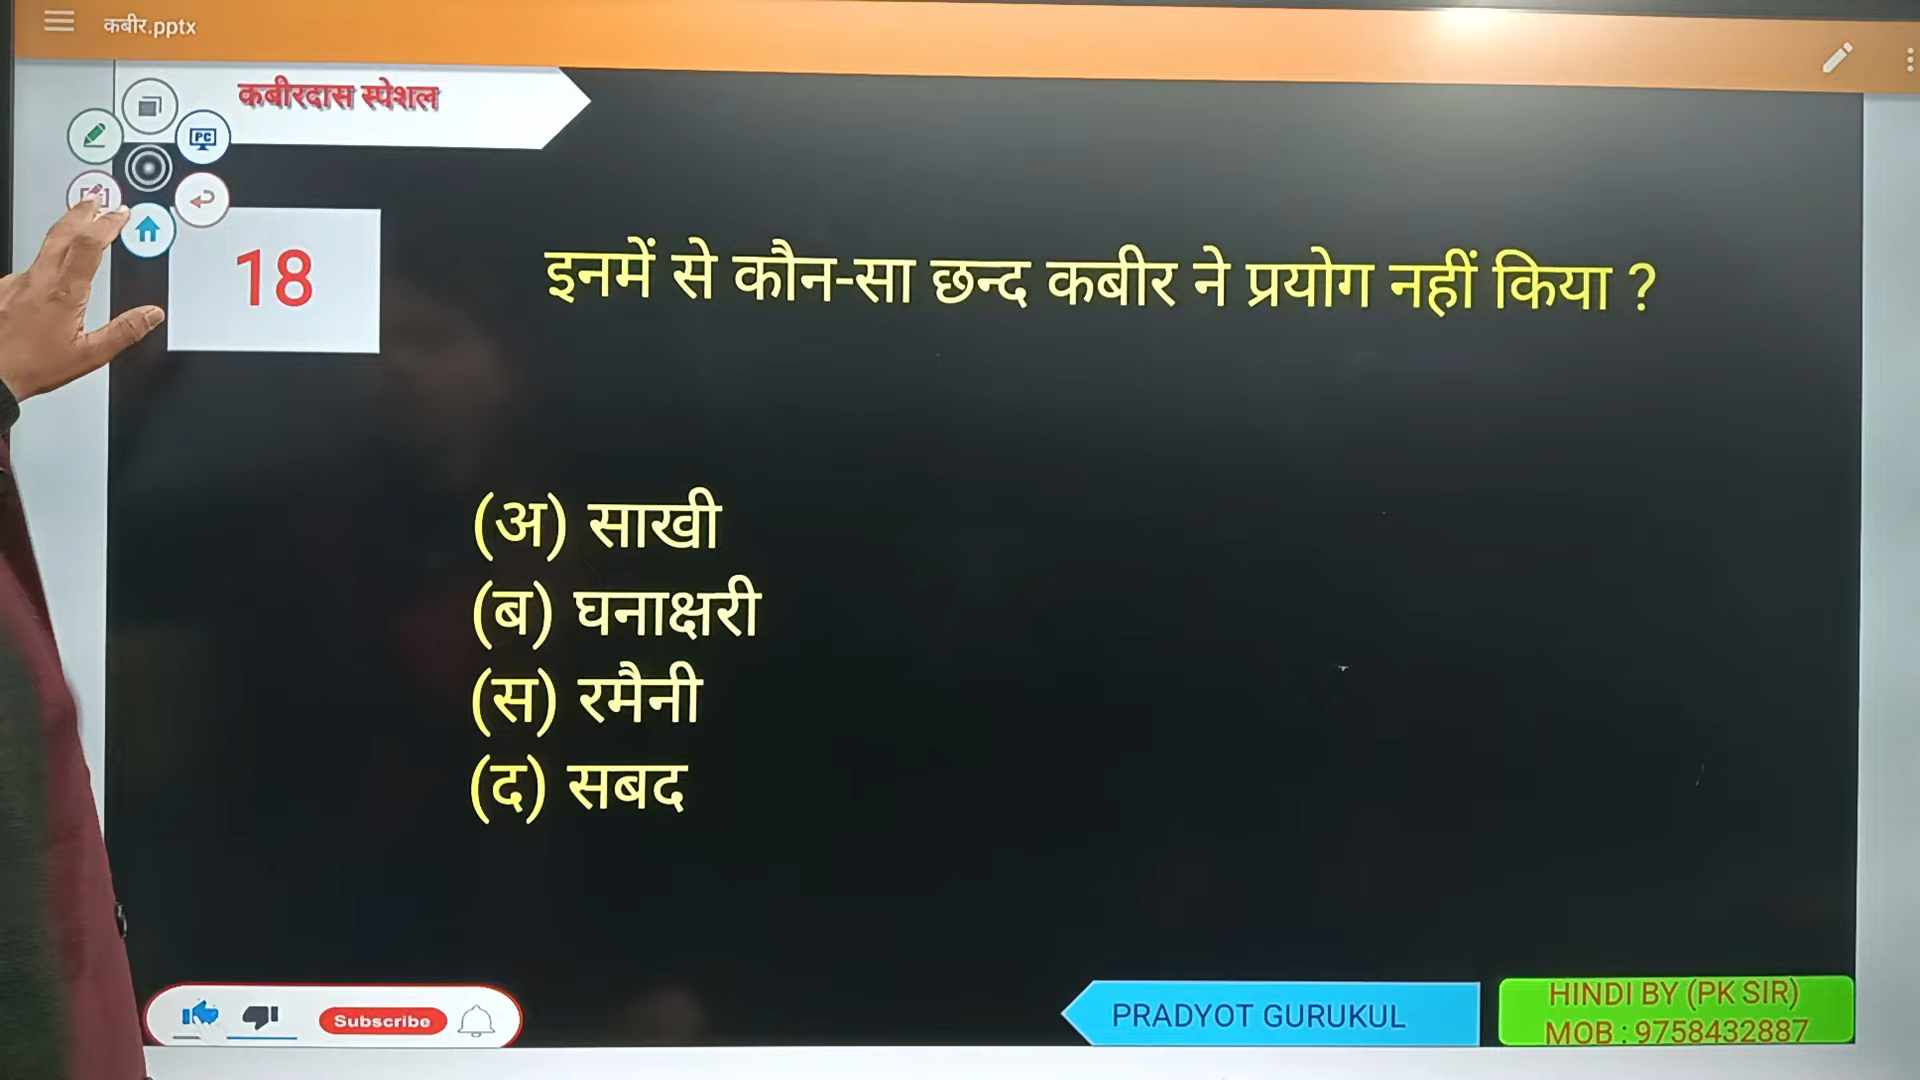 कबीर.pptx
कबीरदास स्पेशल
PC
18
इनमें से कौन-सा छन्द कबीर ने प्रयोग नहीं किया ?
(अ) साखी
(ब) घनाक्षरी
(स) रमैनी
(द) सबद
Subscribe
PRADYOT GURUKUL
HINDI BY (PK SIR)
MOB : 9758432887